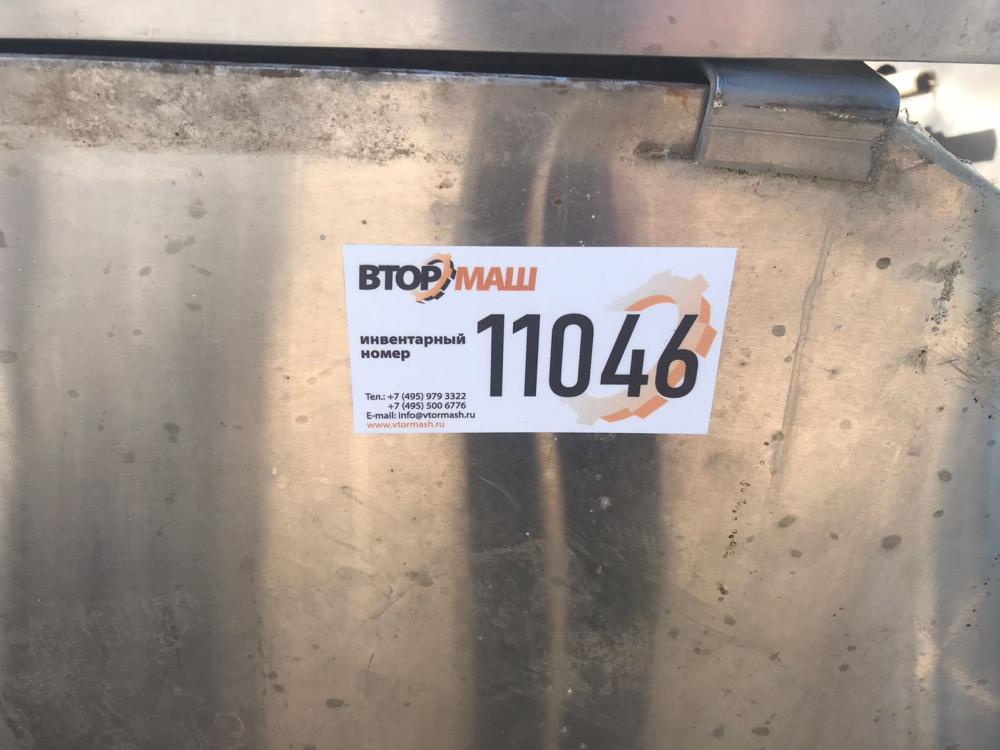 ВТОРМАШ
инвентарный
номер
11046
Тел.: +7 (495) 979 3322
+7 (495) 500 6776
E-mail: info@vtormash.ru
www.vtormash.ru